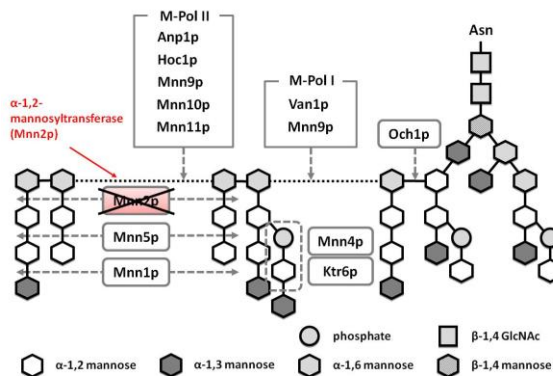 M-Pol II
Anp1p
Hoc1p
Mnn9p
Mnn10p
Mnn11p
M-Pol I
Van1p
Mnn9p
Asn
Och1p
α-1,2-
mannosyltransferase
(Mnn2p)
Mnn2p
Mnn5p
Mnn1p
Mnn4p
Ktr6p
phosphate
β-1,4 GlcNAc
α-1,2 mannose
α-1,3 mannose
α-1,6 mannose
β-1,4 mannose